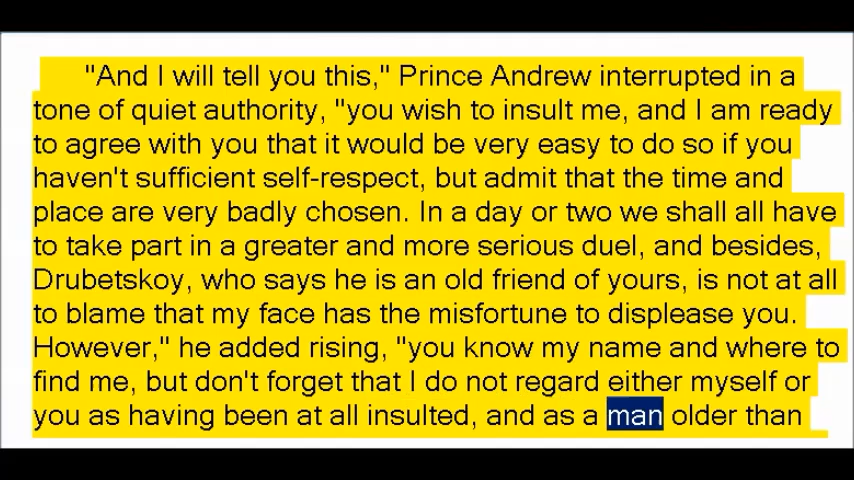 "And I will tell you this," Prince Andrew interrupted in a
tone of quiet authority, "you wish to insult me, and I am ready
to agree with you that it would be very easy to do so if you
haven't sufficient self-respect, but admit that the time and
place are very badly chosen. In a day or two we shall all have
to take part in a greater and more serious duel, and besides,
Drubetskoy, who says he is an old friend of yours, is not at all
to blame that my face has the misfortune to displease you.
However," he added rising, "you know my name and where to
find me, but don't forget that I do not regard either myself or
you as having been at all insulted, and as a man older than